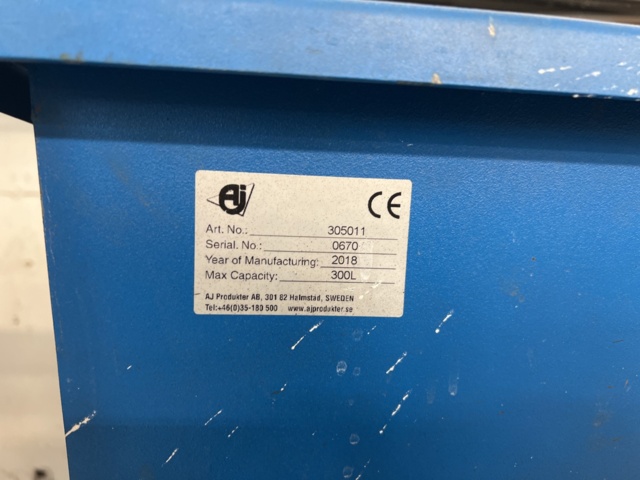 Aj
CE
Art. No.: 305011
Serial. No.: 0670
Year of Manufacturing: 2018
Max Capacity: 300L
AJ Produkter AB, 301 82 Halmstad, SWEDEN
Tel:+46(0)35-180 500 www.ajprodukter.se